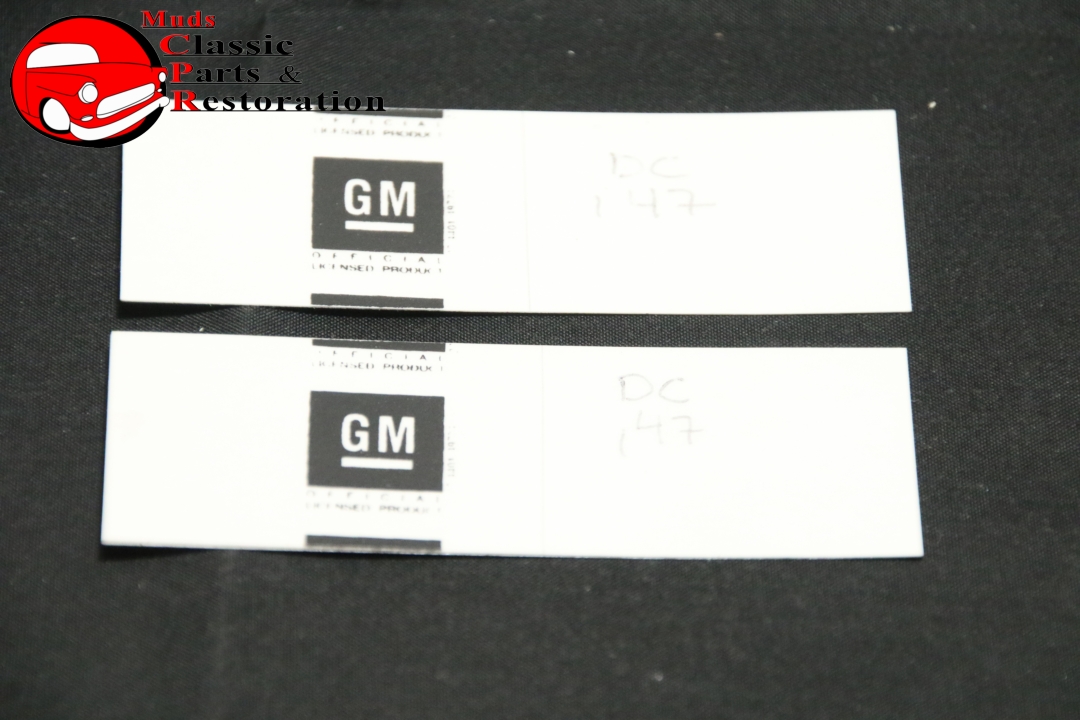 Muds
Classic
Parts &
Restoration
OFFICIAL
LICENSED PRODUCT
GM
OFFICIAL
LICENSED PRODUCT
DC
147
OFFICIAL
LICENSED PRODUCT
GM
OFFICIAL
LICENSED PRODUCT
DC
147